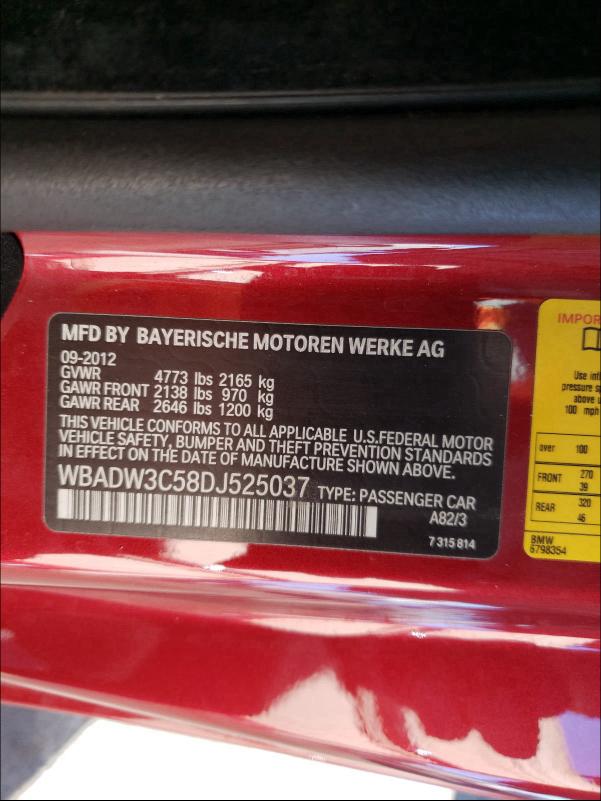 MFD BY BAYERISCHE MOTOREN WERKE AG
09-2012
GVWR 4773 lbs 2165 kg
GAWR FRONT 2138 lbs 970 kg
GAWR REAR 2646 lbs 1200 kg
THIS VEHICLE CONFORMS TO ALL APPLICABLE U.S.FEDERAL MOTOR
VEHICLE SAFETY, BUMPER AND THEFT PREVENTION STANDARDS
IN EFFECT ON THE DATE OF MANUFACTURE SHOWN ABOVE.
WBADW3C58DJ525037 TYPE: PASSENGER CAR
A82/3
7 315 814
IMPOR
Use infl
pressure sp
above u
100 mph
over 100
FRONT 270
39
REAR 320
46
BMW
6798354